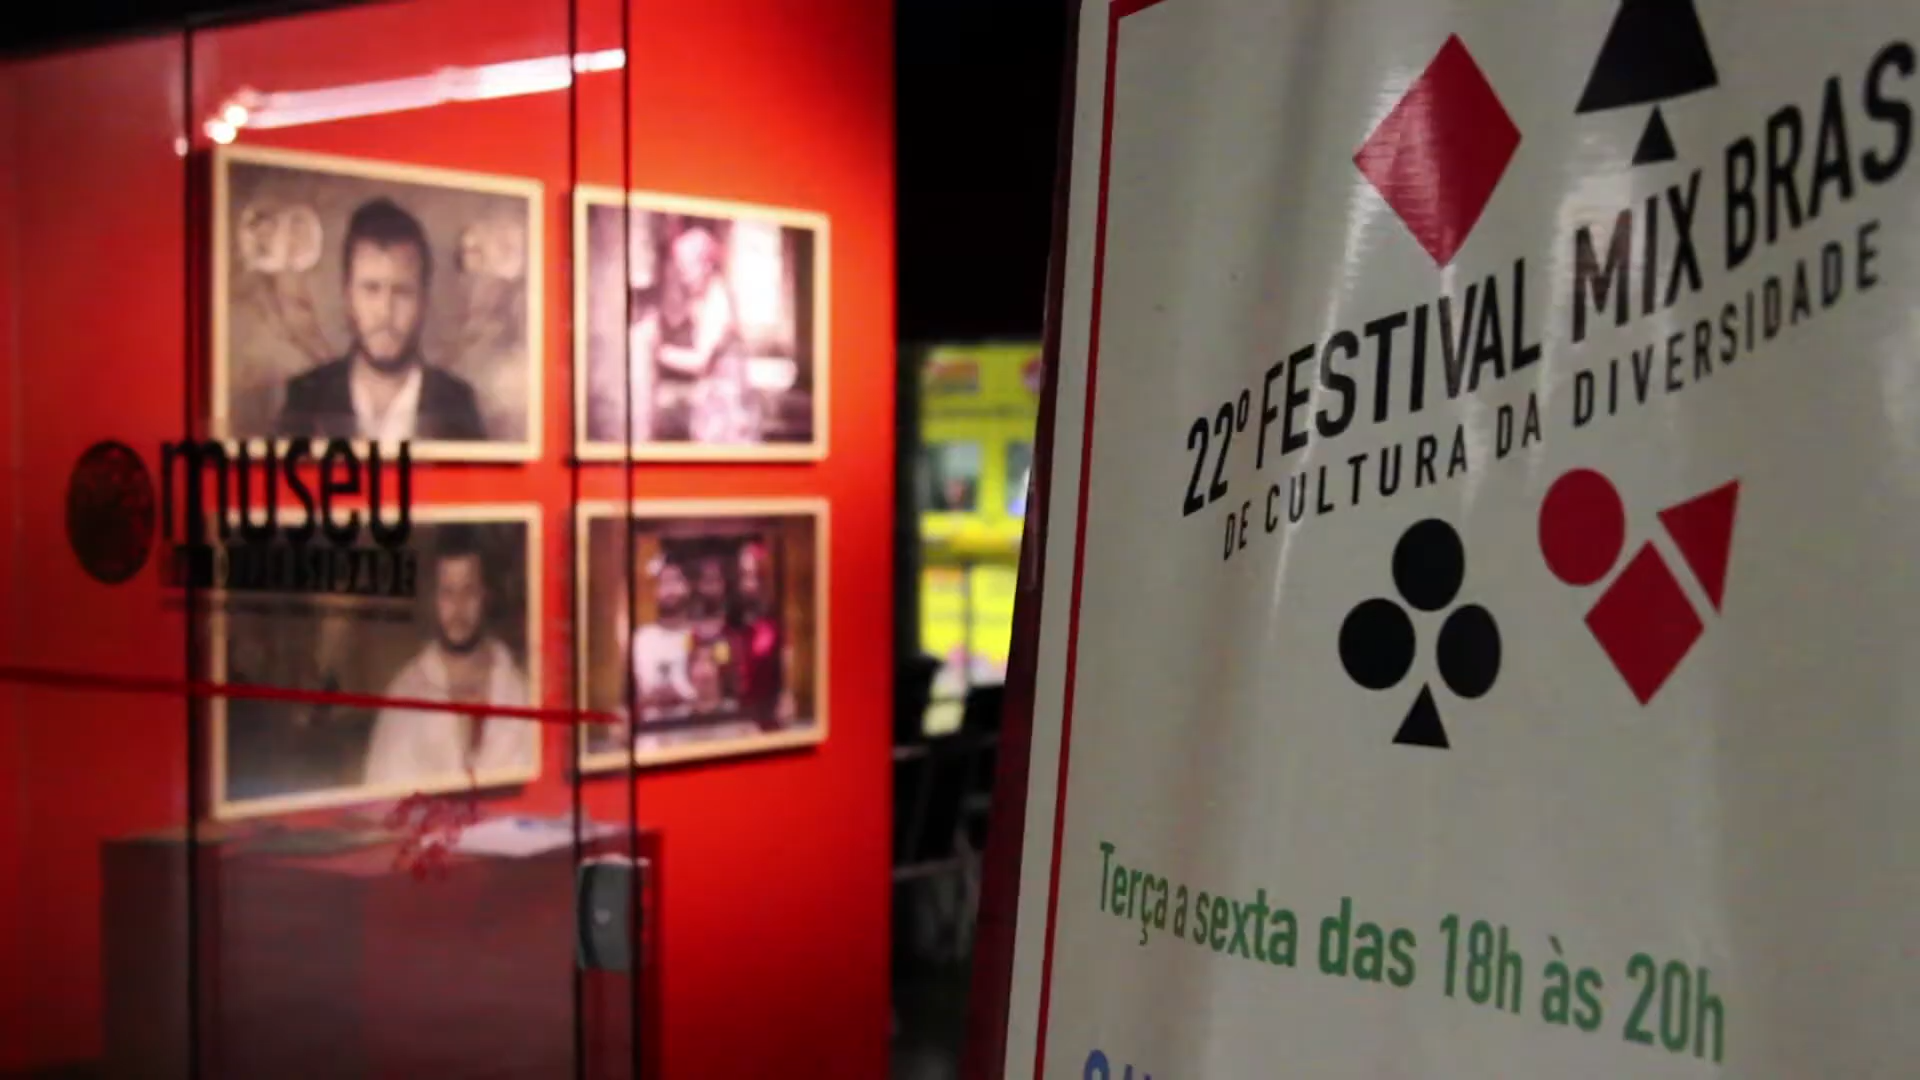 museu
22º FESTIVAL MIX BRAS
DE CULTURA DA DIVERSIDADE
Terça a sexta das 18h às 20h